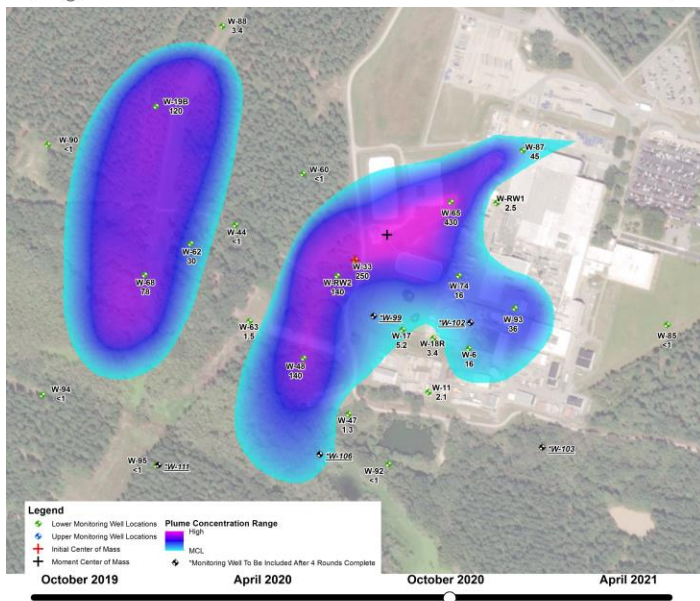 W-88
3.4
W-19B
120
W-90
<1
W-87
45
W-60
<1
W-65
430
W-RW1
2.5
W-44
<1
W-62
30
W-33
250
W-68
78
W-RW2
140
W-74
16
W-93
36
*W-99
*W-102
W-63
1.5
W-17
5.2
W-18R
3.4
W-85
<1
W-6
16
W-48
140
W-94
<1
W-11
2.1
W-47
1.3
*W-106
*W-103
W-95
<1
*W-111
W-92
<1
Legend
Lower Monitoring Well Locations
Upper Monitoring Well Locations
Initial Center of Mass
Moment Center of Mass
Plume Concentration Range
High
MCL
*Monitoring Well To Be Included After 4 Rounds Complete
October 2019 April 2020 October 2020 April 2021